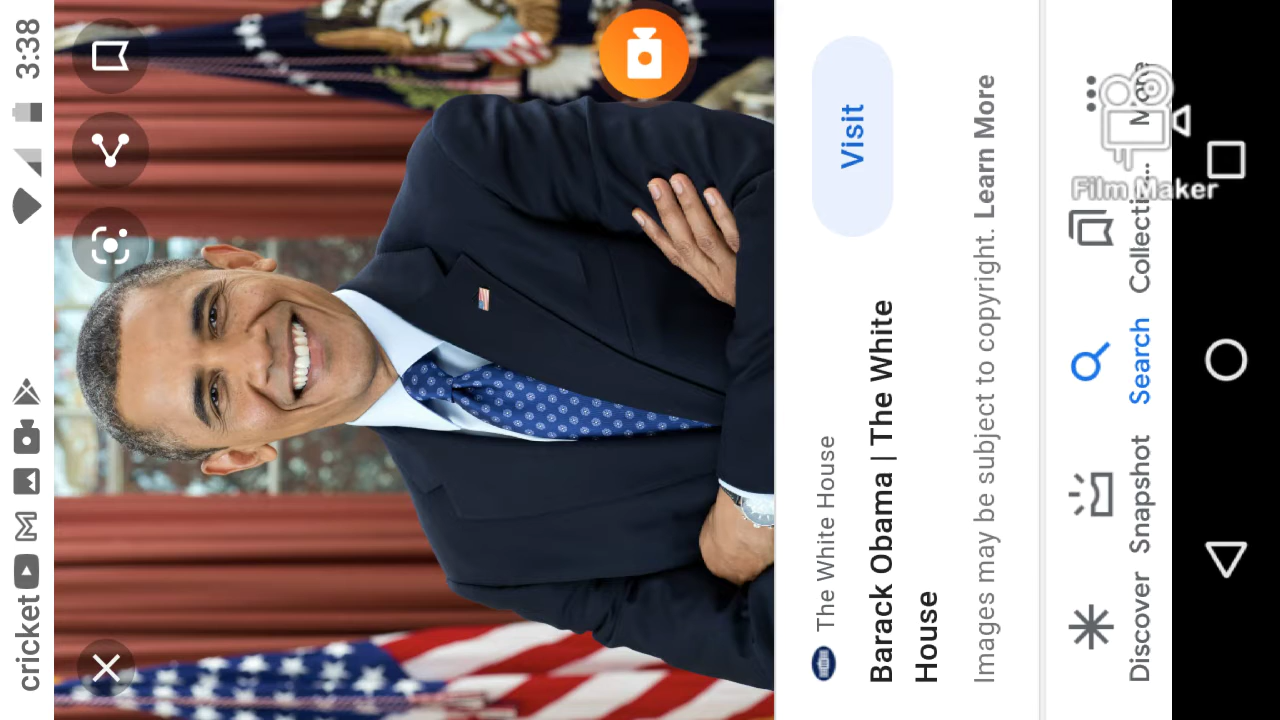 cricket
3:38
The White House
Barack Obama | The White
House
Visit
Images may be subject to copyright. Learn More
Discover
Snapshot
Search
Collecti...
More
Film Maker